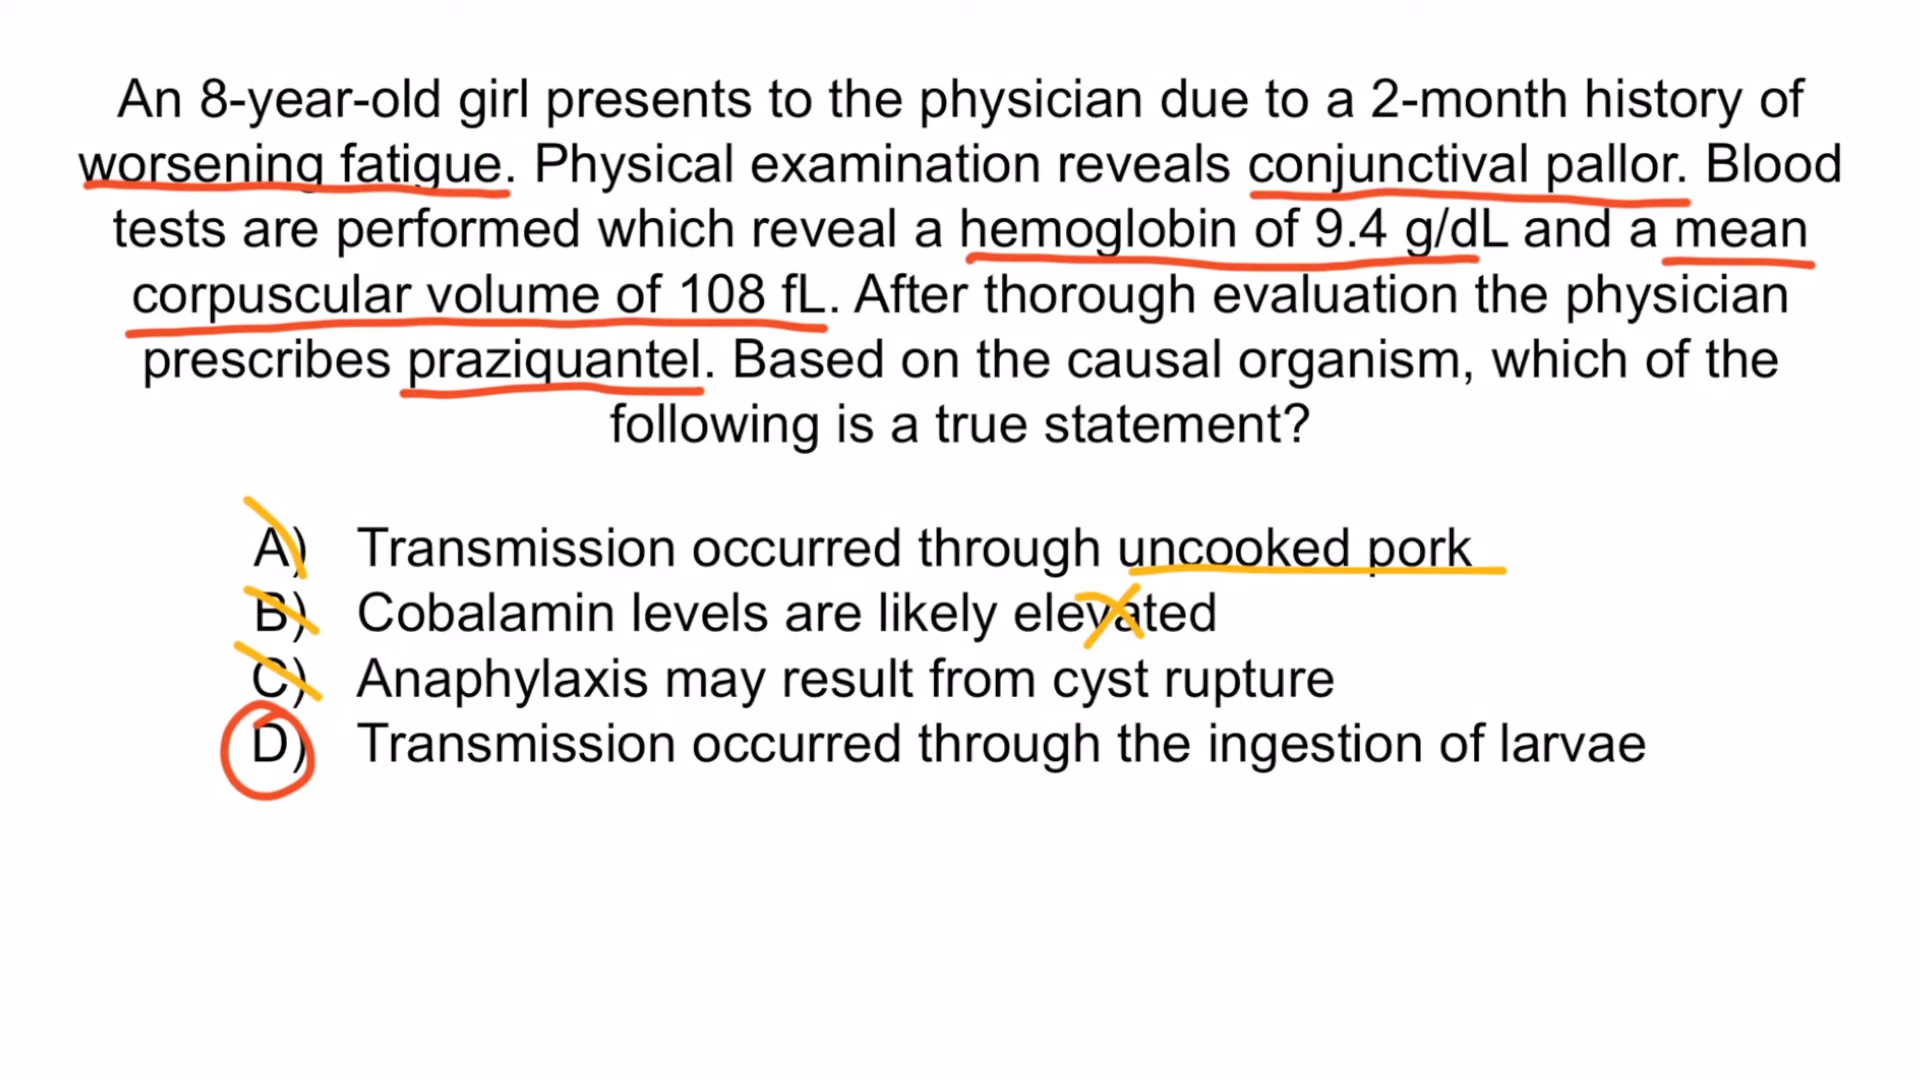 An 8-year-old girl presents to the physician due to a 2-month history of
worsening fatigue. Physical examination reveals conjunctival pallor. Blood
tests are performed which reveal a hemoglobin of 9.4 g/dL and a mean
corpuscular volume of 108 fL. After thorough evaluation the physician
prescribes praziquantel. Based on the causal organism, which of the
following is a true statement?
A) Transmission occurred through uncooked pork
B) Cobalamin levels are likely elevated
C) Anaphylaxis may result from cyst rupture
D) Transmission occurred through the ingestion of larvae